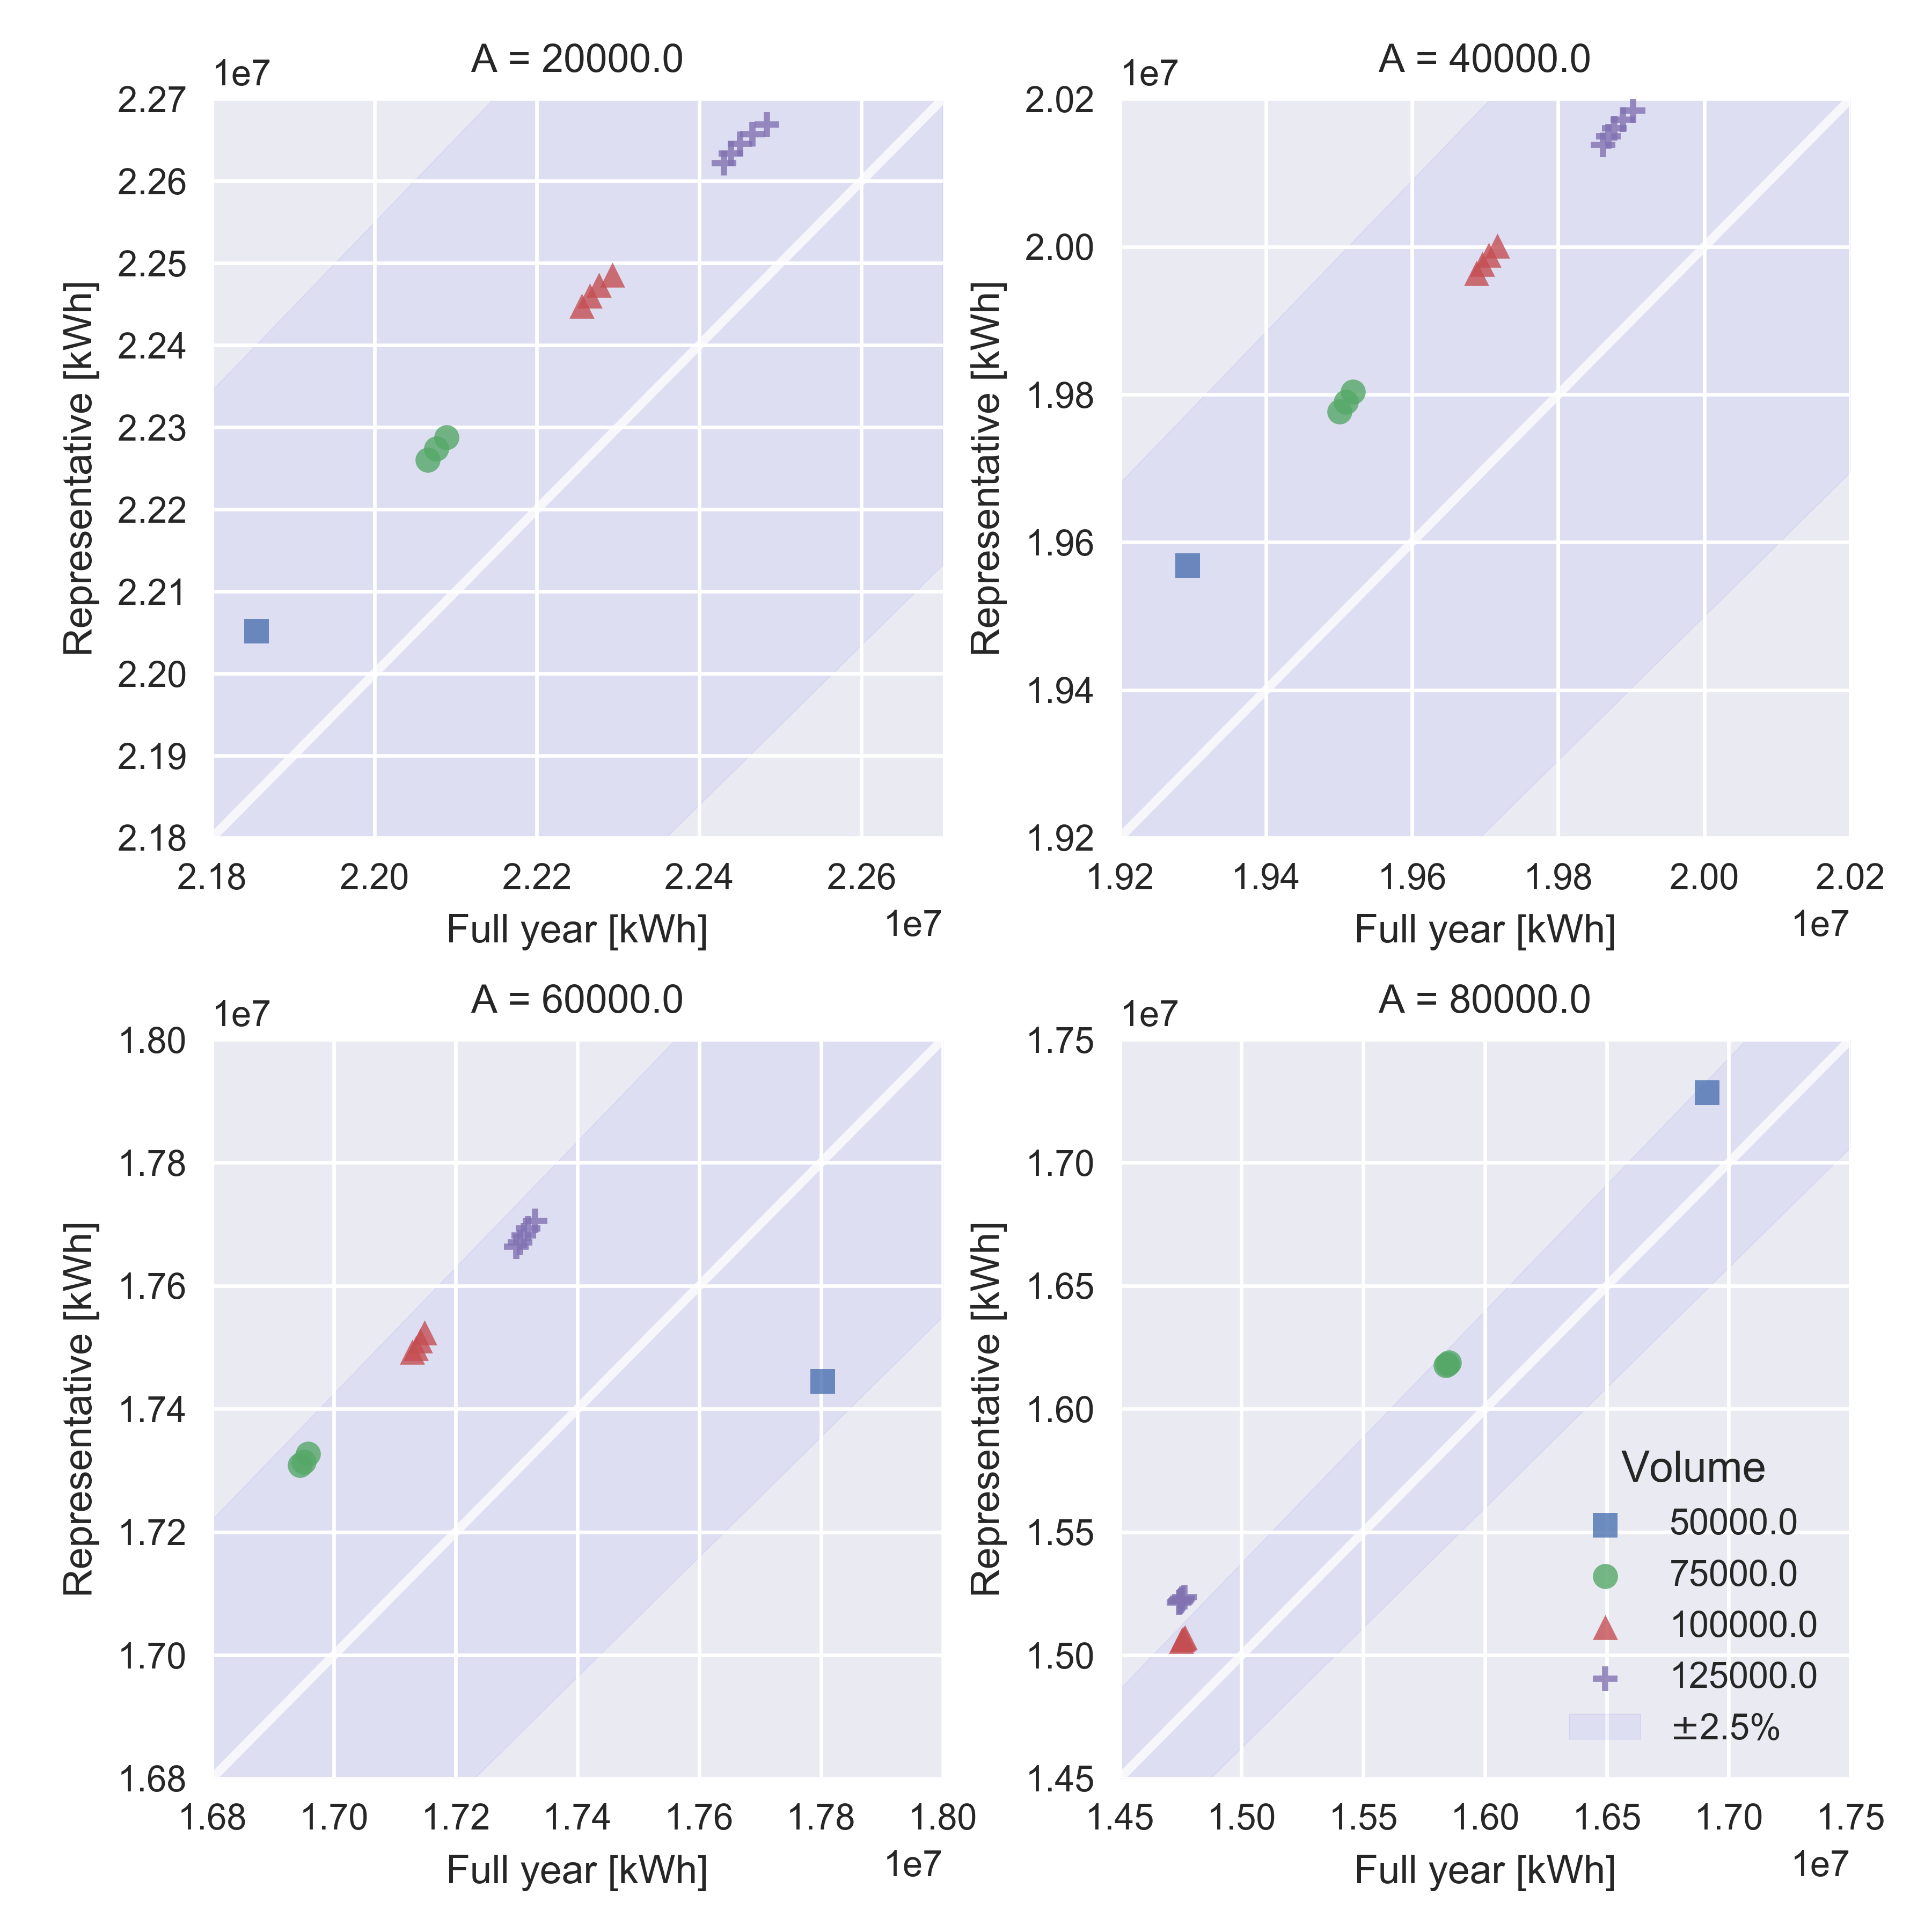 A = 20000.0
1e7
2.27
2.26
2.25
2.24
2.23
2.22
2.21
2.20
2.19
2.18
Representative [kWh]
2.18 2.20 2.22 2.24 2.26
Full year [kWh]
1e7
A = 40000.0
1e7
2.02
2.00
1.98
1.96
1.94
1.92
Representative [kWh]
1.92 1.94 1.96 1.98 2.00 2.02
Full year [kWh]
1e7
A = 60000.0
1e7
1.80
1.78
1.76
1.74
1.72
1.70
1.68
Representative [kWh]
1.68 1.70 1.72 1.74 1.76 1.78 1.80
Full year [kWh]
1e7
A = 80000.0
1e7
1.75
1.70
1.65
1.60
1.55
1.50
1.45
Representative [kWh]
Volume
50000.0
75000.0
100000.0
125000.0
±2.5%
1.45 1.50 1.55 1.60 1.65 1.70 1.75
Full year [kWh]
1e7